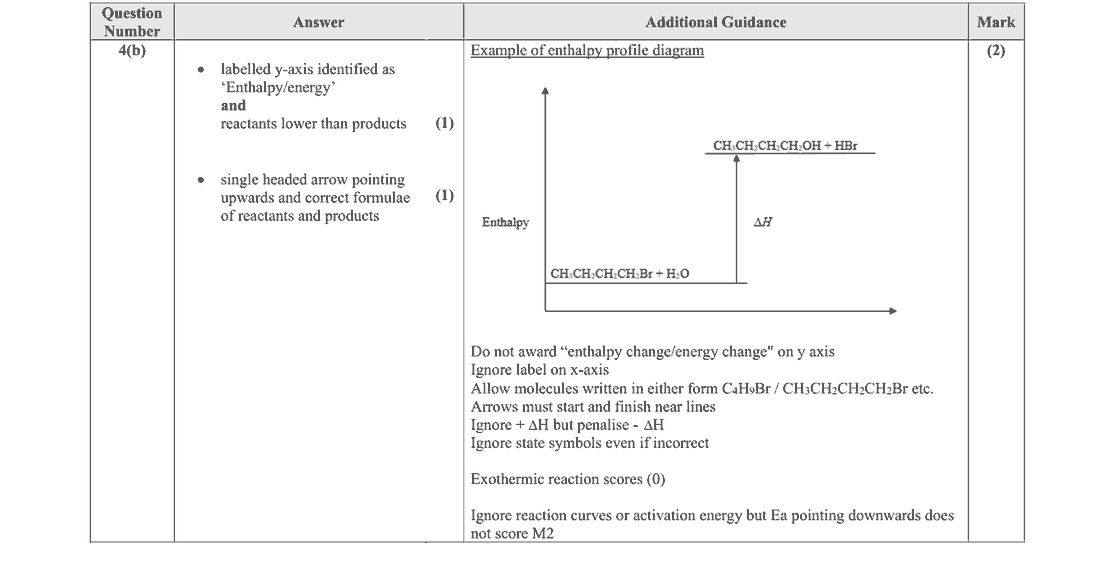 Question Number
Answer
Additional Guidance
Mark
4(b)
• labelled y-axis identified as
‘Enthalpy/energy’
and
reactants lower than products (1)
• single headed arrow pointing
upwards and correct formulae (1)
of reactants and products
Example of enthalpy profile diagram
CH₃CH₂CH₂CH₂OH + HBr
Enthalpy
ΔH
CH₃CH₂CH₂CH₂Br + H₂O
Do not award “enthalpy change/energy change" on y axis
Ignore label on x-axis
Allow molecules written in either form C₄H₉Br / CH₃CH₂CH₂CH₂Br etc.
Arrows must start and finish near lines
Ignore + ΔH but penalise - ΔH
Ignore state symbols even if incorrect
Exothermic reaction scores (0)
Ignore reaction curves or activation energy but Ea pointing downwards does
not score M2
(2)